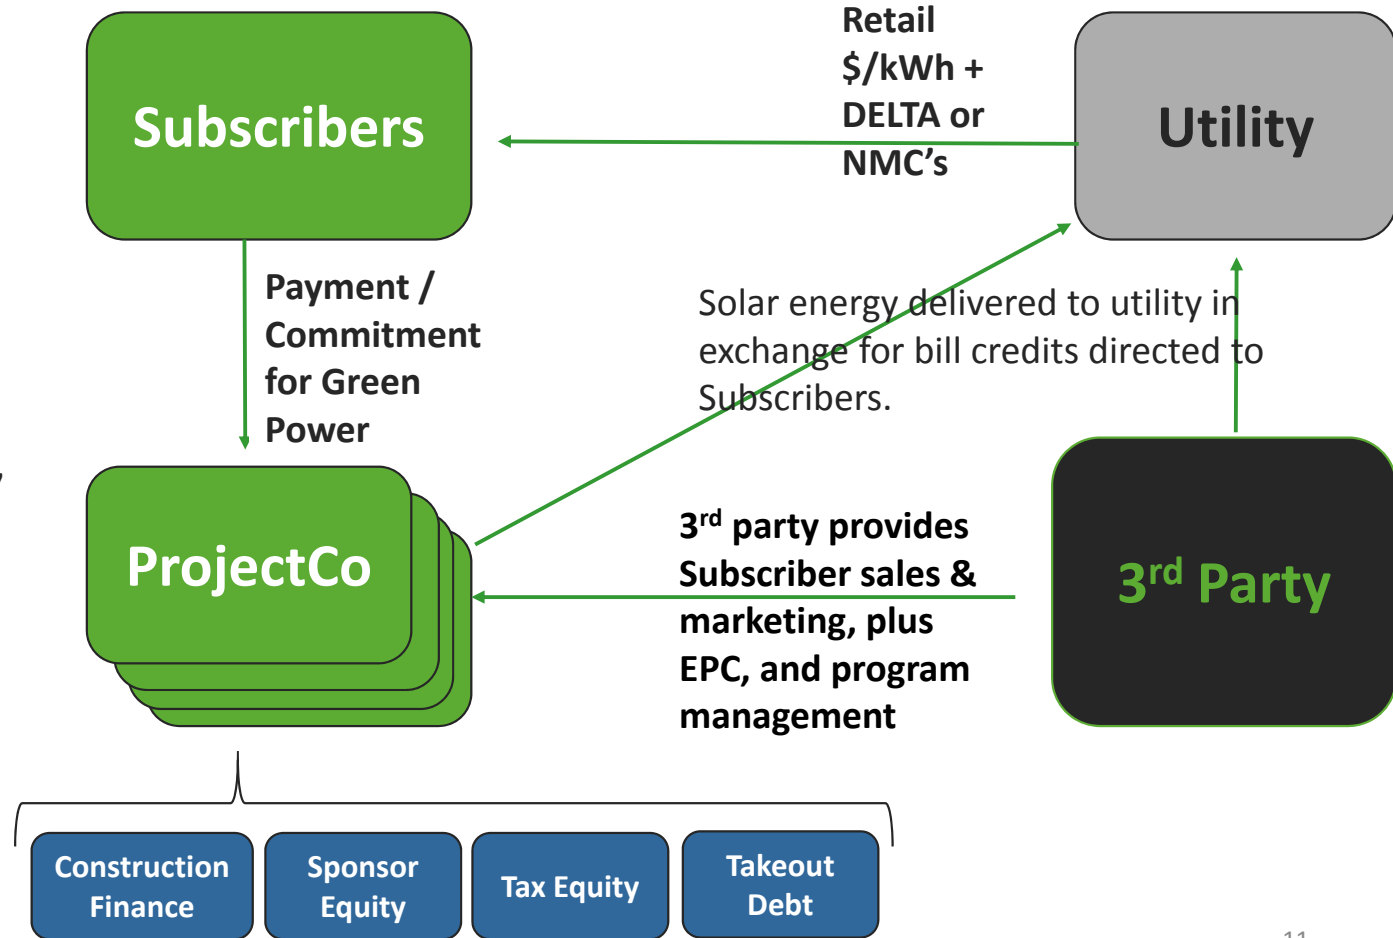 Subscribers
Retail
$/kWh +
DELTA or
NMC’s
Utility
Payment /
Commitment
for Green
Power
Solar energy delivered to utility in
exchange for bill credits directed to
Subscribers.
ProjectCo
3rd party provides
Subscriber sales &
marketing, plus
EPC, and program
management
3rd Party
Construction
Finance
Sponsor
Equity
Tax Equity
Takeout
Debt
11